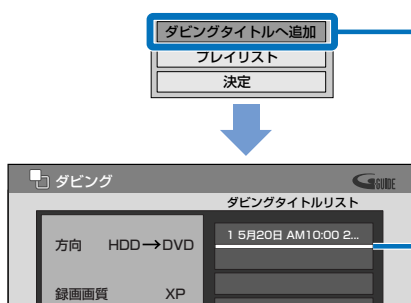 ダビングタイトルへ追加
プレイリスト
決定
ダビング
GGUIDE
ダビングタイトルリスト
1 5月20日 AM10:00 2...
方向 HDD→DVD
録画画質 XP